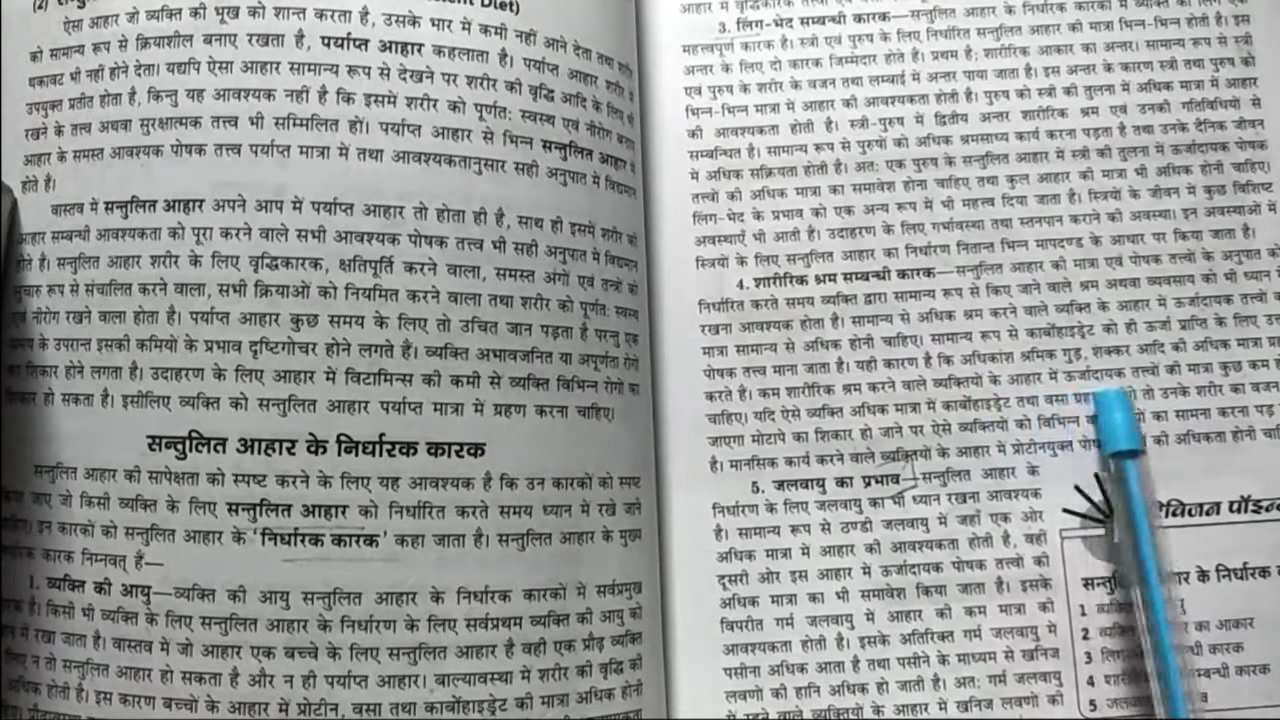 ent Diet)
ऐसा आहार जो व्यक्ति की भूख को शान्त करता है, उसके भार में कमी नहीं आने देता तथा शरीर
को सामान्य रूप से क्रियाशील बनाए रखता है, पर्याप्त आहार कहलाता है। पर्याप्त आहार शरीर में
थकावट भी नहीं होने देता। यद्यपि ऐसा आहार सामान्य रूप से देखने पर शरीर की वृद्धि आदि के लिए भी
उपयुक्त प्रतीत होता है, किन्तु यह आवश्यक नहीं है कि इसमें शरीर को पूर्णत: स्वस्थ एवं नीरोग बनाए
रखने के तत्त्व अथवा सुरक्षात्मक तत्त्व भी सम्मिलित हों। पर्याप्त आहार से भिन्न सन्तुलित आहार में
आहार के समस्त आवश्यक पोषक तत्त्व पर्याप्त मात्रा में तथा आवश्यकतानुसार सही अनुपात में विद्यमान
होते हैं।
वास्तव में सन्तुलित आहार अपने आप में पर्याप्त आहार तो होता ही है, साथ ही इसमें शरीर की
आहार सम्बन्धी आवश्यकता को पूरा करने वाले सभी आवश्यक पोषक तत्त्व भी सही अनुपात में विद्यमान
होते हैं। सन्तुलित आहार शरीर के लिए वृद्धिकारक, क्षतिपूर्ति करने वाला, समस्त अंगों एवं तन्त्रों को
सुचारु रूप से संचालित करने वाला, सभी क्रियाओं को नियमित करने वाला तथा शरीर को पूर्णत: स्वस्थ
एवं नीरोग रखने वाला होता है। पर्याप्त आहार कुछ समय के लिए तो उचित जान पड़ता है परन्तु एक
समय के उपरान्त इसकी कमियों के प्रभाव दृष्टिगोचर होने लगते हैं। व्यक्ति अभावजनित या अपूर्णता रोगों
का शिकार होने लगता है। उदाहरण के लिए आहार में विटामिन्स की कमी से व्यक्ति विभिन्न रोगों का
शिकार हो सकता है। इसीलिए व्यक्ति को सन्तुलित आहार पर्याप्त मात्रा में ग्रहण करना चाहिए।
सन्तुलित आहार के निर्धारक कारक
सन्तुलित आहार की सापेक्षता को स्पष्ट करने के लिए यह आवश्यक है कि उन कारकों को स्पष्ट
किया जाए जो किसी व्यक्ति के लिए सन्तुलित आहार को निर्धारित करते समय ध्यान में रखे जाने
चाहिए। इन कारकों को सन्तुलित आहार के 'निर्धारक कारक' कहा जाता है। सन्तुलित आहार के मुख्य
कारक निम्नवत् हैं—
1. व्यक्ति की आयु—व्यक्ति की आयु सन्तुलित आहार के निर्धारक कारकों में सर्वप्रमुख
कारक है। किसी भी व्यक्ति के लिए सन्तुलित आहार के निर्धारण के लिए सर्वप्रथम व्यक्ति की आयु को
में रखा जाता है। वास्तव में जो आहार एक बच्चे के लिए सन्तुलित आहार है वही एक प्रौढ़ व्यक्ति
लिए न तो सन्तुलित आहार हो सकता है और न ही पर्याप्त आहार। बाल्यावस्था में शरीर की वृद्धि की
अधिक होती है। इस कारण बच्चों के आहार में प्रोटीन, वसा तथा कार्बोहाइड्रेट की मात्रा अधिक होनी
3. लिंग-भेद सम्बन्धी कारक—सन्तुलित आहार के निर्धारक कारकों में व्यक्ति का लिंग एक
महत्त्वपूर्ण कारक है। स्त्री एवं पुरुष के लिए निर्धारित सन्तुलित आहार की मात्रा भिन्न-भिन्न होती है। इस
अन्तर के लिए दो कारक जिम्मेदार होते हैं। प्रथम है; शारीरिक आकार का अन्तर। सामान्य रूप से स्त्री
एवं पुरुष के शरीर के वजन तथा लम्बाई में अन्तर पाया जाता है। इस अन्तर के कारण स्त्री तथा पुरुष को
भिन्न-भिन्न मात्रा में आहार की आवश्यकता होती है। पुरुष को स्त्री की तुलना में अधिक मात्रा में आहार
की आवश्यकता होती है। स्त्री-पुरुष में द्वितीय अन्तर शारीरिक श्रम एवं उनकी गतिविधियों से
सम्बन्धित है। सामान्य रूप से पुरुषों को अधिक श्रमसाध्य कार्य करना पड़ता है तथा उनके दैनिक जीवन
में अधिक सक्रियता होती है। अत: एक पुरुष के सन्तुलित आहार में स्त्री की तुलना में ऊर्जादायक पोषक
तत्त्वों की अधिक मात्रा का समावेश होना चाहिए तथा कुल आहार की मात्रा भी अधिक होनी चाहिए।
लिंग-भेद के प्रभाव को एक अन्य रूप में भी महत्त्व दिया जाता है। स्त्रियों के जीवन में कुछ विशिष्ट
अवस्थाएँ भी आती हैं। उदाहरण के लिए गर्भावस्था तथा स्तनपान कराने की अवस्था। इन अवस्थाओं में
स्त्रियों के लिए सन्तुलित आहार का निर्धारण नितान्त भिन्न मापदण्ड के आधार पर किया जाता है।
4. शारीरिक श्रम सम्बन्धी कारक—सन्तुलित आहार की मात्रा एवं पोषक तत्त्वों के अनुपात को
निर्धारित करते समय व्यक्ति द्वारा सामान्य रूप से किए जाने वाले श्रम अथवा व्यवसाय को भी ध्यान में
रखना आवश्यक होता है। सामान्य से अधिक श्रम करने वाले व्यक्ति के आहार में ऊर्जादायक तत्त्वों
मात्रा सामान्य से अधिक होनी चाहिए। सामान्य रूप से कार्बोहाइड्रेट को ही ऊर्जा प्राप्ति के लिए
पोषक तत्त्व माना जाता है। यही कारण है कि अधिकांश श्रमिक गुड़, शक्कर आदि की अधिक मात्रा
करते हैं। कम शारीरिक श्रम करने वाले व्यक्तियों के आहार में ऊर्जादायक तत्त्वों की मात्रा कुछ कम
चाहिए। यदि ऐसे व्यक्ति अधिक मात्रा में कार्बोहाइड्रेट तथा वसा तो उनके शरीर का वजन
जाएगा मोटापे का शिकार हो जाने पर ऐसे व्यक्तियों को विभिन्न का सामना करना पड़
है। मानसिक कार्य करने वाले व्यक्तियों के आहार में प्रोटीनयुक्त की अधिकता होनी
5. जलवायु का प्रभाव—सन्तुलित आहार के
निर्धारण के लिए जलवायु का भी ध्यान रखना आवश्यक
है। सामान्य रूप से ठण्डी जलवायु में जहाँ एक ओर
अधिक मात्रा में आहार की आवश्यकता होती है, वहीं
दूसरी ओर इस आहार में ऊर्जादायक पोषक तत्त्वों की
अधिक मात्रा का भी समावेश किया जाता है। इसके
विपरीत गर्म जलवायु में आहार की कम मात्रा की
आवश्यकता होती है। इसके अतिरिक्त गर्म जलवायु में
पसीना अधिक आता है तथा पसीने के माध्यम से खनिज
लवणों की हानि अधिक हो जाती है। अत: गर्म जलवायु
में रहने वाले व्यक्तियों के आहार में खनिज लवणों की
के निर्धारक
1
2 का आकार
3
4 कारक
5